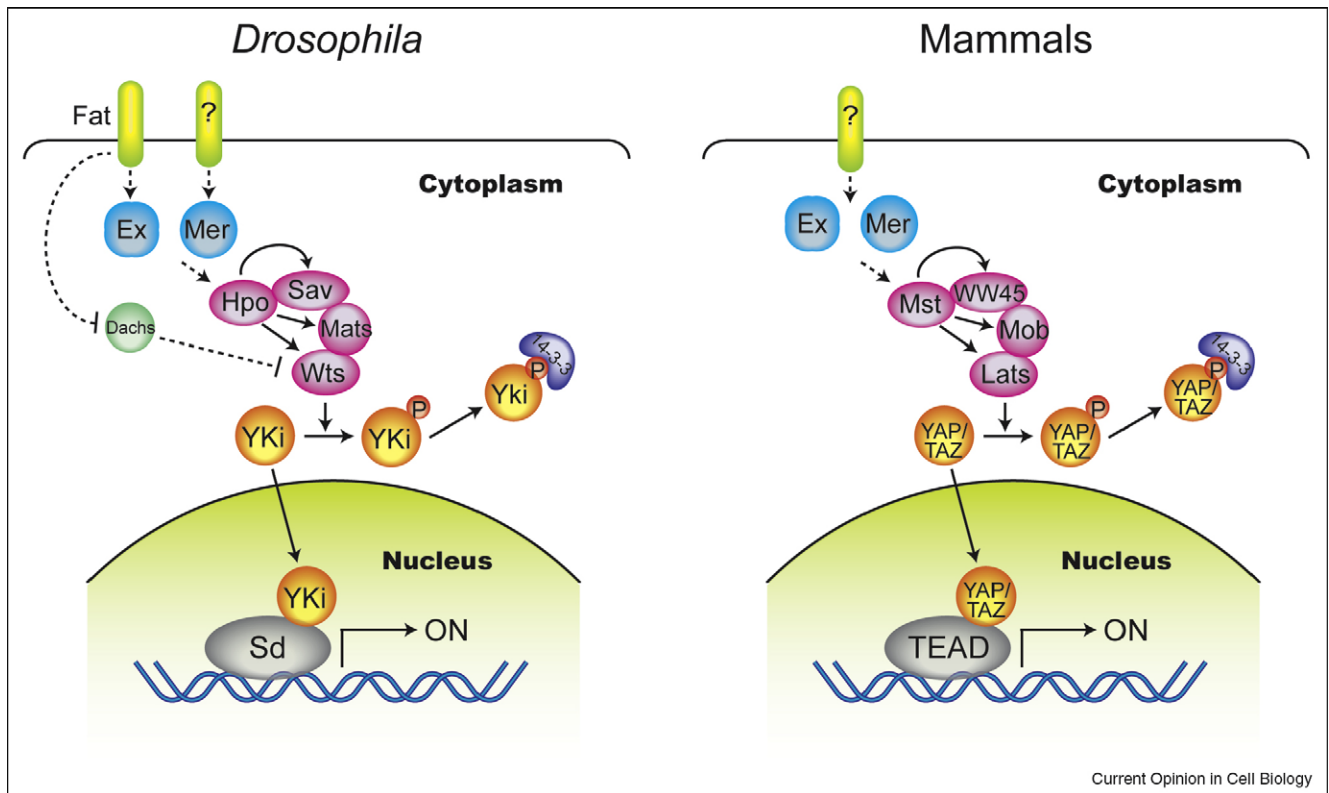 Drosophila
Fat
?
Cytoplasm
Ex
Mer
Hpo
Sav
Dachs
Mats
Wts
14-3-3
P
Yki
P
YKi
YKi
Nucleus
YKi
Sd
ON
Mammals
?
Cytoplasm
Ex
Mer
Mst
WW45
Mob
Lats
14-3-3
P
YAP/
TAZ
P
YAP/
TAZ
YAP/
TAZ
Nucleus
YAP/
TAZ
TEAD
ON
Current Opinion in Cell Biology